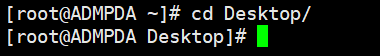 [root@ADMPDA ~]# cd Desktop/
[root@ADMPDA Desktop]#